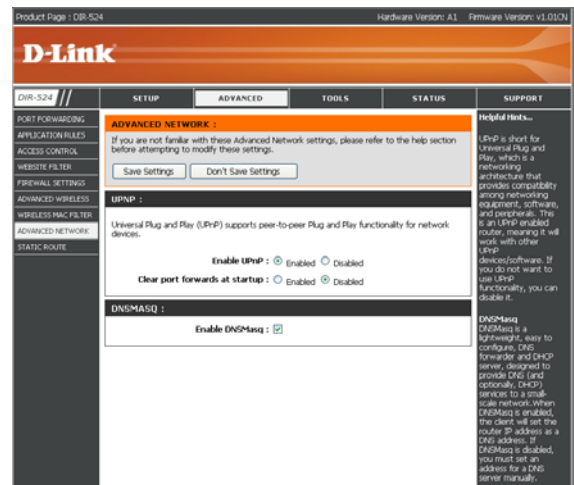 Product Page : DIR-524
Hardware Version: A1 Firmware Version: v1.01CN
D-Link
DIR-524
SETUP
ADVANCED
TOOLS
STATUS
SUPPORT
PORT FORWARDING
APPLICATION RULES
ACCESS CONTROL
WEBSITE FILTER
FIREWALL SETTINGS
ADVANCED WIRELESS
WIRELESS MAC FILTER
ADVANCED NETWORK
STATIC ROUTE
ADVANCED NETWORK :
If you are not familiar with these Advanced Network settings, please refer to the help section
before attempting to modify these settings.
Save Settings
Don't Save Settings
UPNP :
Universal Plug and Play (UPnP) supports peer-to-peer Plug and Play functionality for network
devices.
Enable UPnP : Enabled Disabled
Clear port forwards at startup : Enabled Disabled
DNSMASQ :
Enable DNSMasq :
Helpful Hints...
UPnP is short for
Universal Plug and
Play, which is a
networking
architecture that
provides compatibility
among networking
equipment, software,
and peripherals. This
is an UPnP enabled
router, meaning it will
work with other
UPnP
devices/software. If
you do not want to
use UPnP
functionality, you can
disable it.
DNSMasq
DNSMasq is a
lightweight, easy to
configure, DNS
forwarder and DHCP
server, designed to
provide DNS (and
optionally, DHCP)
services to a small-
scale network.When
DNSMasq is enabled,
the client will set the
router IP address as a
DNS address. If
DNSMasq is disabled,
you must set an
address for a DNS
server manually.